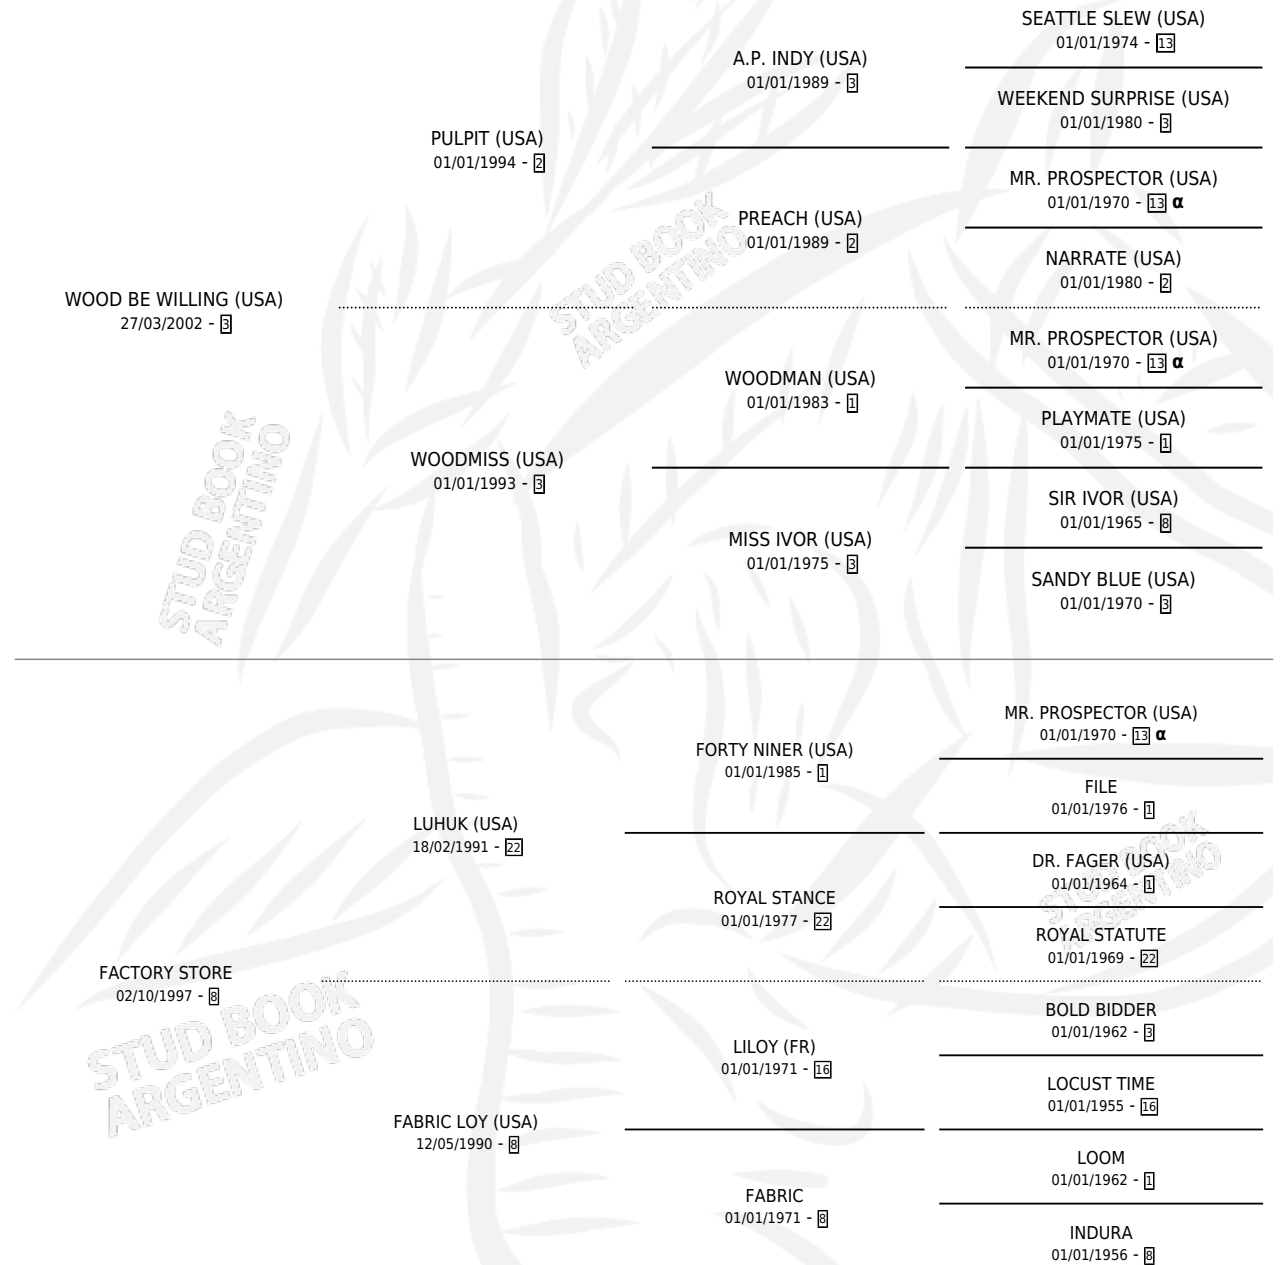 SEATTLE SLEW (USA)
01/01/1974 - 13
A.P. INDY (USA)
01/01/1989 - 3
WEEKEND SURPRISE (USA)
01/01/1980 - 3
PULPIT (USA)
01/01/1994 - 2
MR. PROSPECTOR (USA)
01/01/1970 - 13 α
PREACH (USA)
01/01/1989 - 2
NARRATE (USA)
01/01/1980 - 2
WOOD BE WILLING (USA)
27/03/2002 - 3
MR. PROSPECTOR (USA)
01/01/1970 - 13 α
WOODMAN (USA)
01/01/1983 - 1
PLAYMATE (USA)
01/01/1975 - 1
WOODMISS (USA)
01/01/1993 - 3
SIR IVOR (USA)
01/01/1965 - 8
MISS IVOR (USA)
01/01/1975 - 3
SANDY BLUE (USA)
01/01/1970 - 3
MR. PROSPECTOR (USA)
01/01/1970 - 13 α
FORTY NINER (USA)
01/01/1985 - 1
FILE
01/01/1976 - 1
LUHUK (USA)
18/02/1991 - 22
DR. FAGER (USA)
01/01/1964 - 1
ROYAL STANCE
01/01/1977 - 22
ROYAL STATUTE
01/01/1969 - 22
FACTORY STORE
02/10/1997 - 8
BOLD BIDDER
01/01/1962 - 3
LILOY (FR)
01/01/1971 - 16
LOCUST TIME
01/01/1955 - 16
FABRIC LOY (USA)
12/05/1990 - 8
LOOM
01/01/1962 - 1
FABRIC
01/01/1971 - 8
INDURA
01/01/1956 - 8
STUD BOOK
ARGENTINO
STUD BOOK
ARGENTINO
STUD BOOK
ARGENTINO
STUD BOOK
ARGENTINO